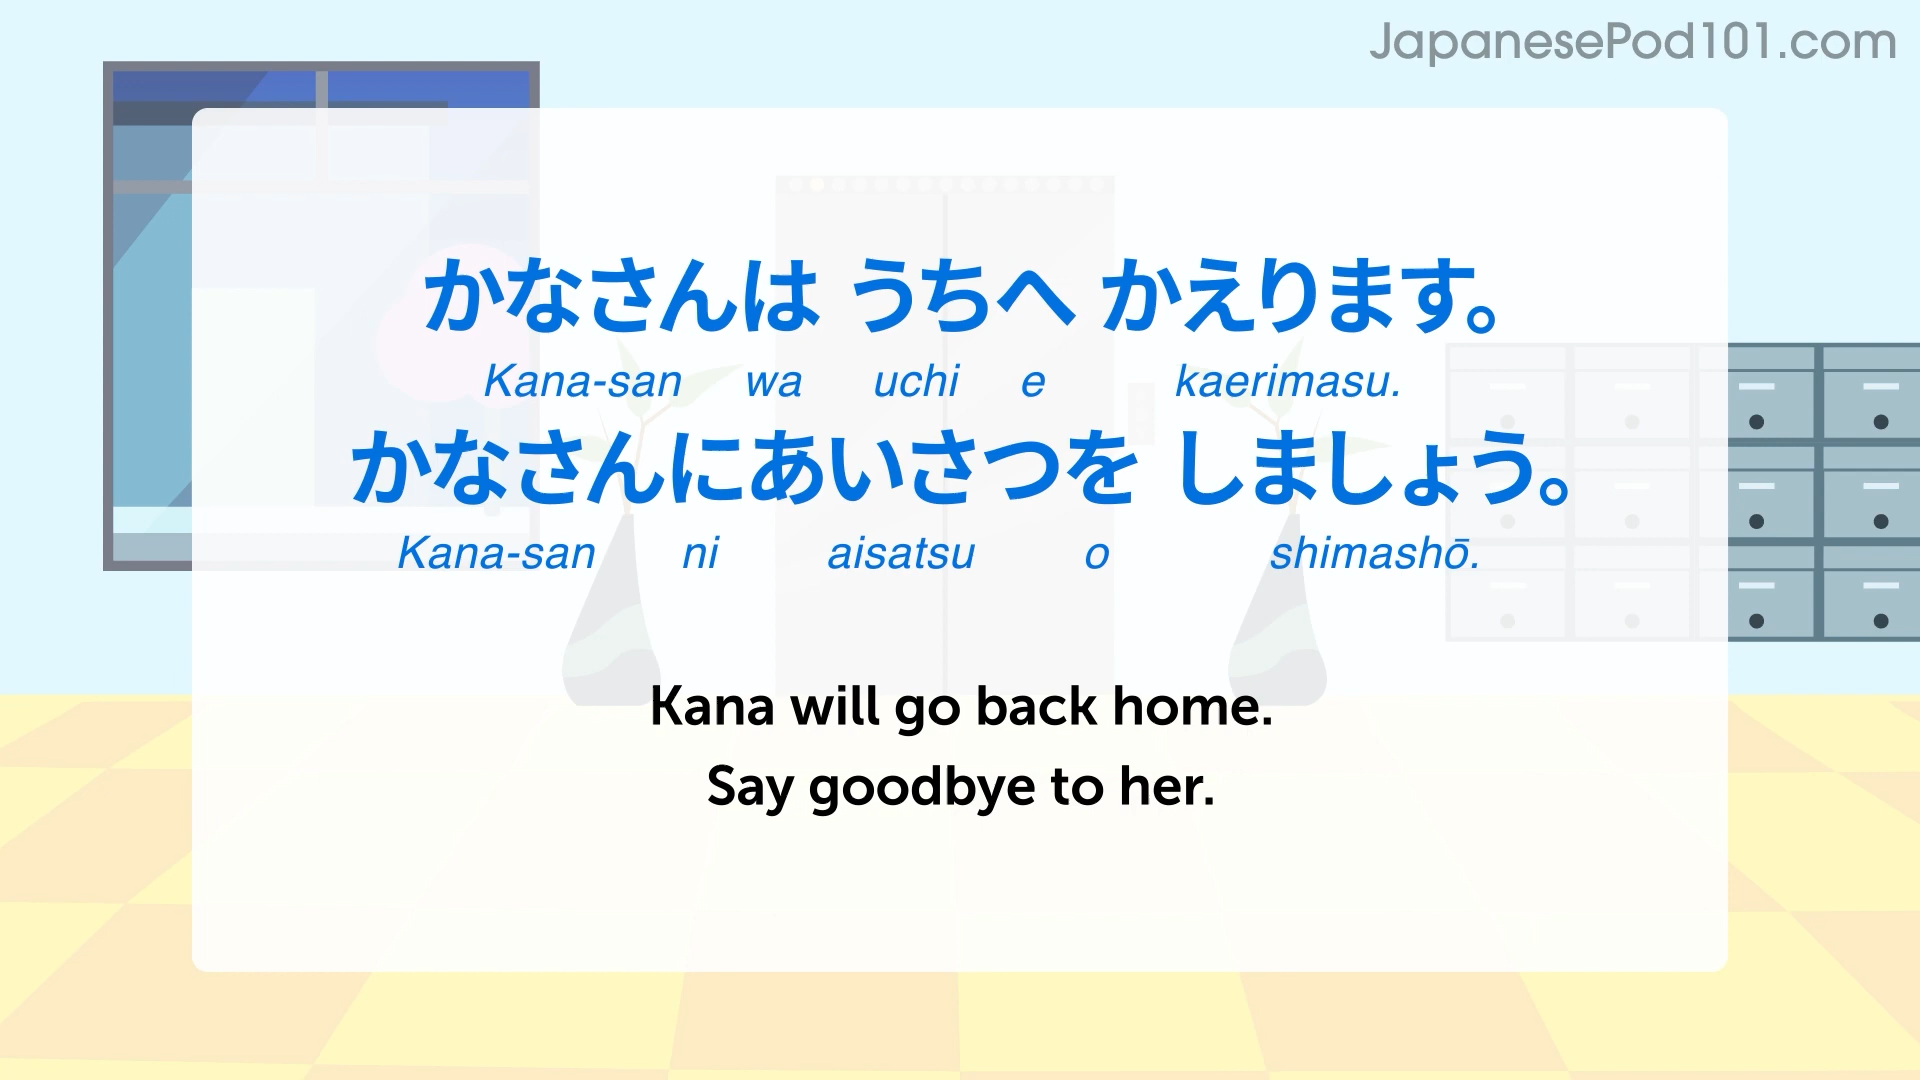 JapanesePod101.com
かなさんは うちへ かえります。
Kana-san wa uchi e kaerimasu.
かなさんにあいさつを しましょう。
Kana-san ni aisatsu o shimashō.
Kana will go back home.
Say goodbye to her.